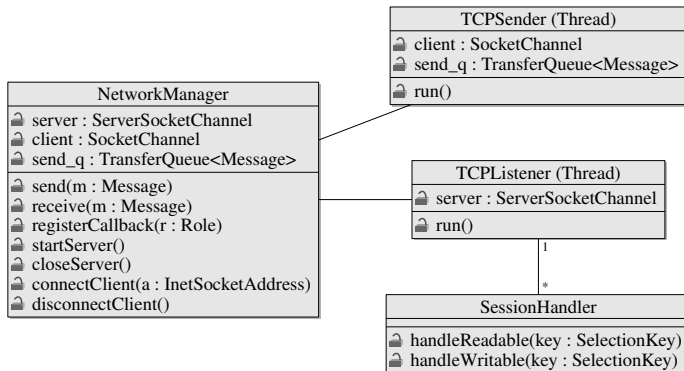 TCPSender (Thread)
client : SocketChannel
send_q : TransferQueue<Message>
run()
NetworkManager
server : ServerSocketChannel
client : SocketChannel
send_q : TransferQueue<Message>
send(m : Message)
receive(m : Message)
registerCallback(r : Role)
startServer()
closeServer()
connectClient(a : InetSocketAddress)
disconnectClient()
TCPListener (Thread)
server : ServerSocketChannel
run()
1
*
SessionHandler
handleReadable(key : SelectionKey)
handleWritable(key : SelectionKey)